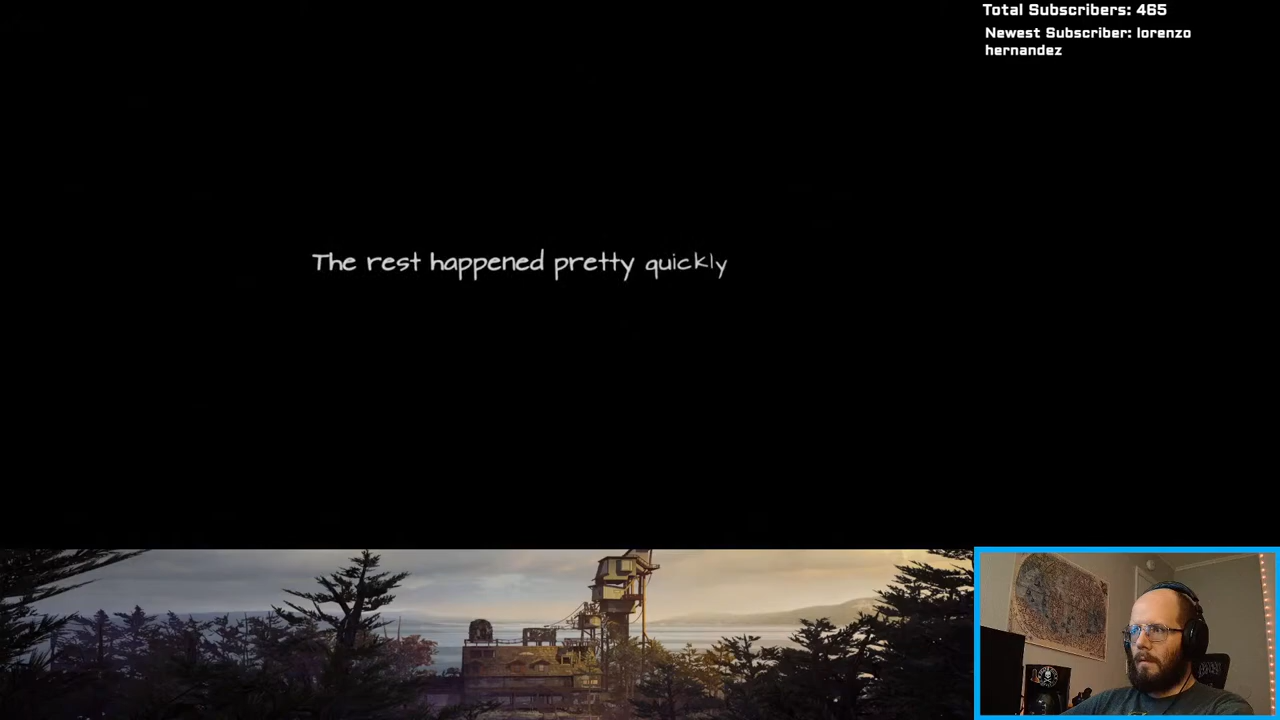 Total Subscribers: 465
Newest Subscriber: lorenzo
hernandez
The rest happened pretty quickly